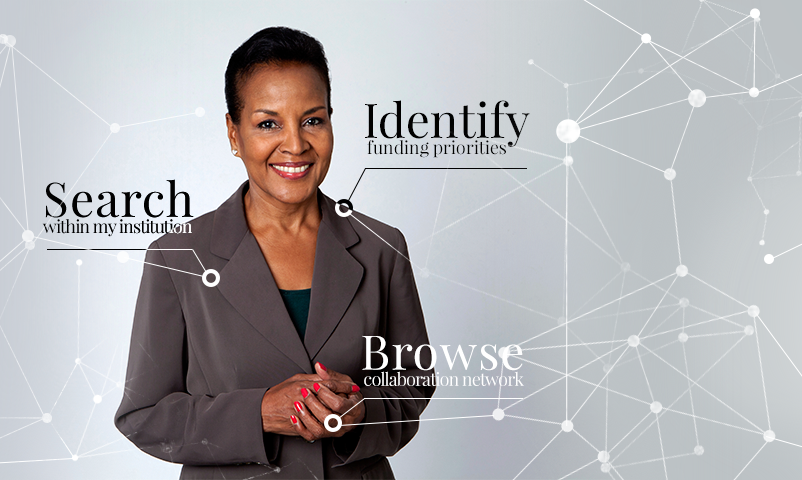 Identify
funding priorities
Search
within my institution
Browse
collaboration network